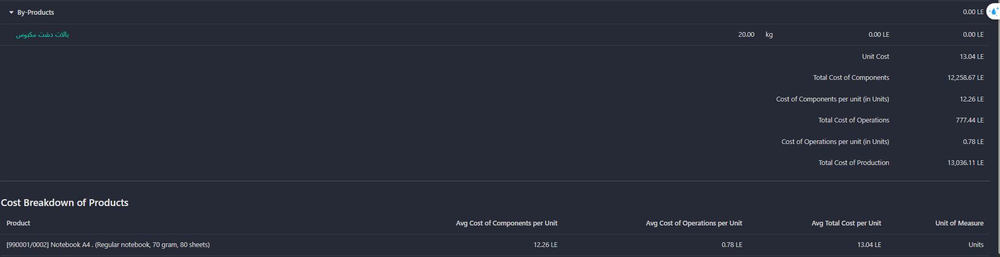 By-Products 0.00 LE
بالات دشت مكبوس 20.00 kg 0.00 LE 0.00 LE
Unit Cost 13.04 LE
Total Cost of Components 12,258.67 LE
Cost of Components per unit (in Units) 12.26 LE
Total Cost of Operations 777.44 LE
Cost of Operations per unit (in Units) 0.78 LE
Total Cost of Production 13,036.11 LE
Cost Breakdown of Products
Product Avg Cost of Components per Unit Avg Cost of Operations per Unit Avg Total Cost per Unit Unit of Measure
[990001/0002] Notebook A4 . (Regular notebook, 70 gram, 80 sheets) 12.26 LE 0.78 LE 13.04 LE Units